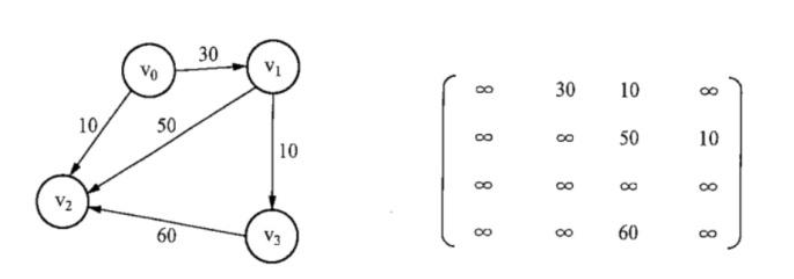 v₀ 30 v₁
10 50 10
v₂ 60 v₃
∞ 30 10 ∞
∞ ∞ 50 10
∞ ∞ ∞ ∞
∞ ∞ 60 ∞